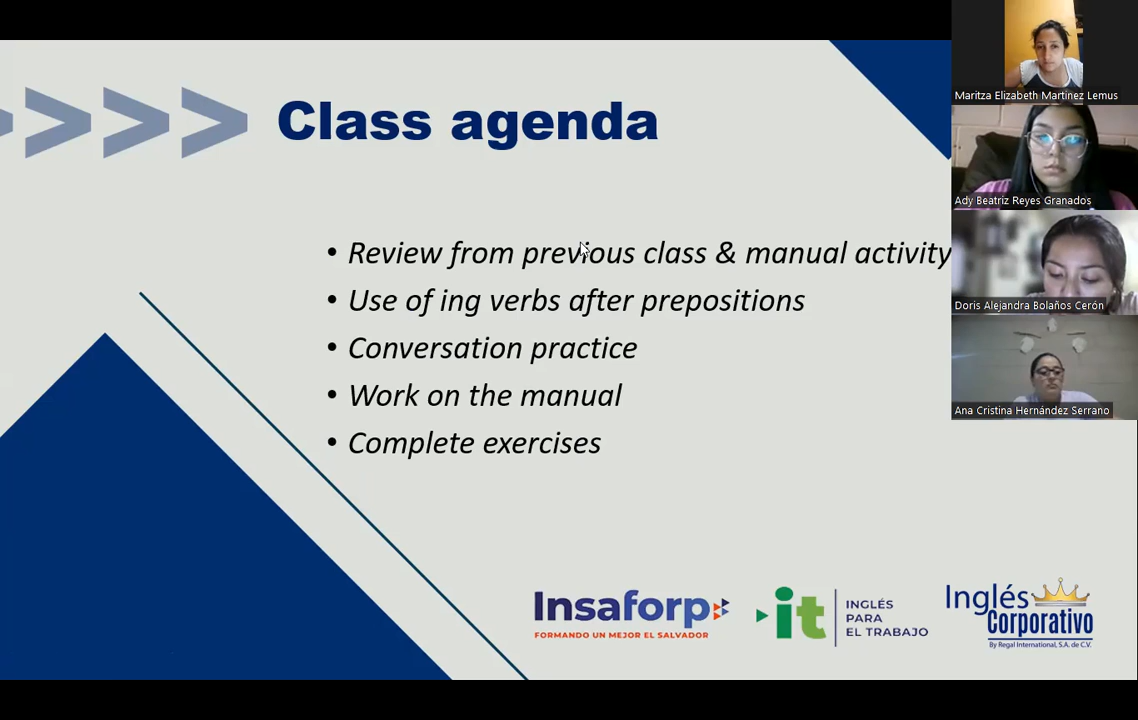 Class agenda
• Review from previous class & manual activity
• Use of ing verbs after prepositions
• Conversation practice
• Work on the manual
• Complete exercises
Maritza Elizabeth Martínez Lemus
Ady Beatríz Reyes Granados
Doris Alejandra Bolaños Cerón
Ana Cristina Hernández Serrano
Insaforp
FORMANDO UN MEJOR EL SALVADOR
it
INGLÉS
PARA
EL TRABAJO
Inglés
Corporativo
By Regal International, S.A. de C.V.